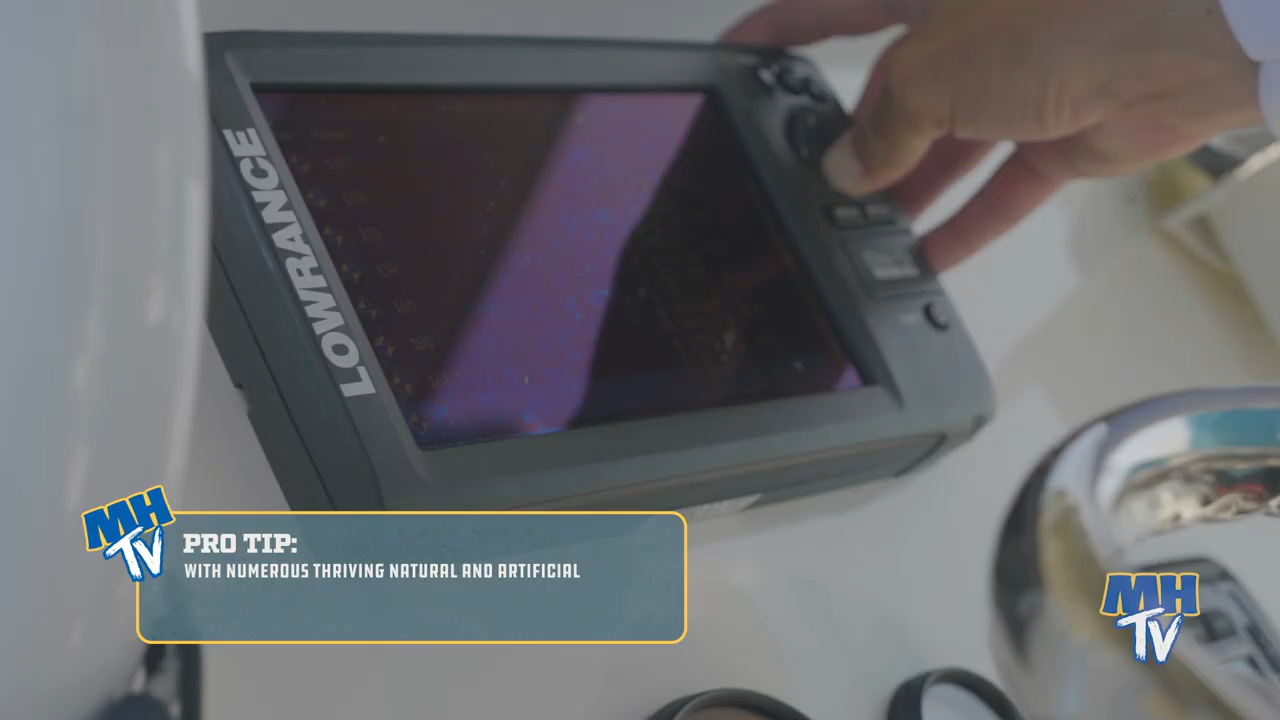 LOWRANCE
MH
TV
PRO TIP:
WITH NUMEROUS THRIVING NATURAL AND ARTIFICIAL
MH
TV